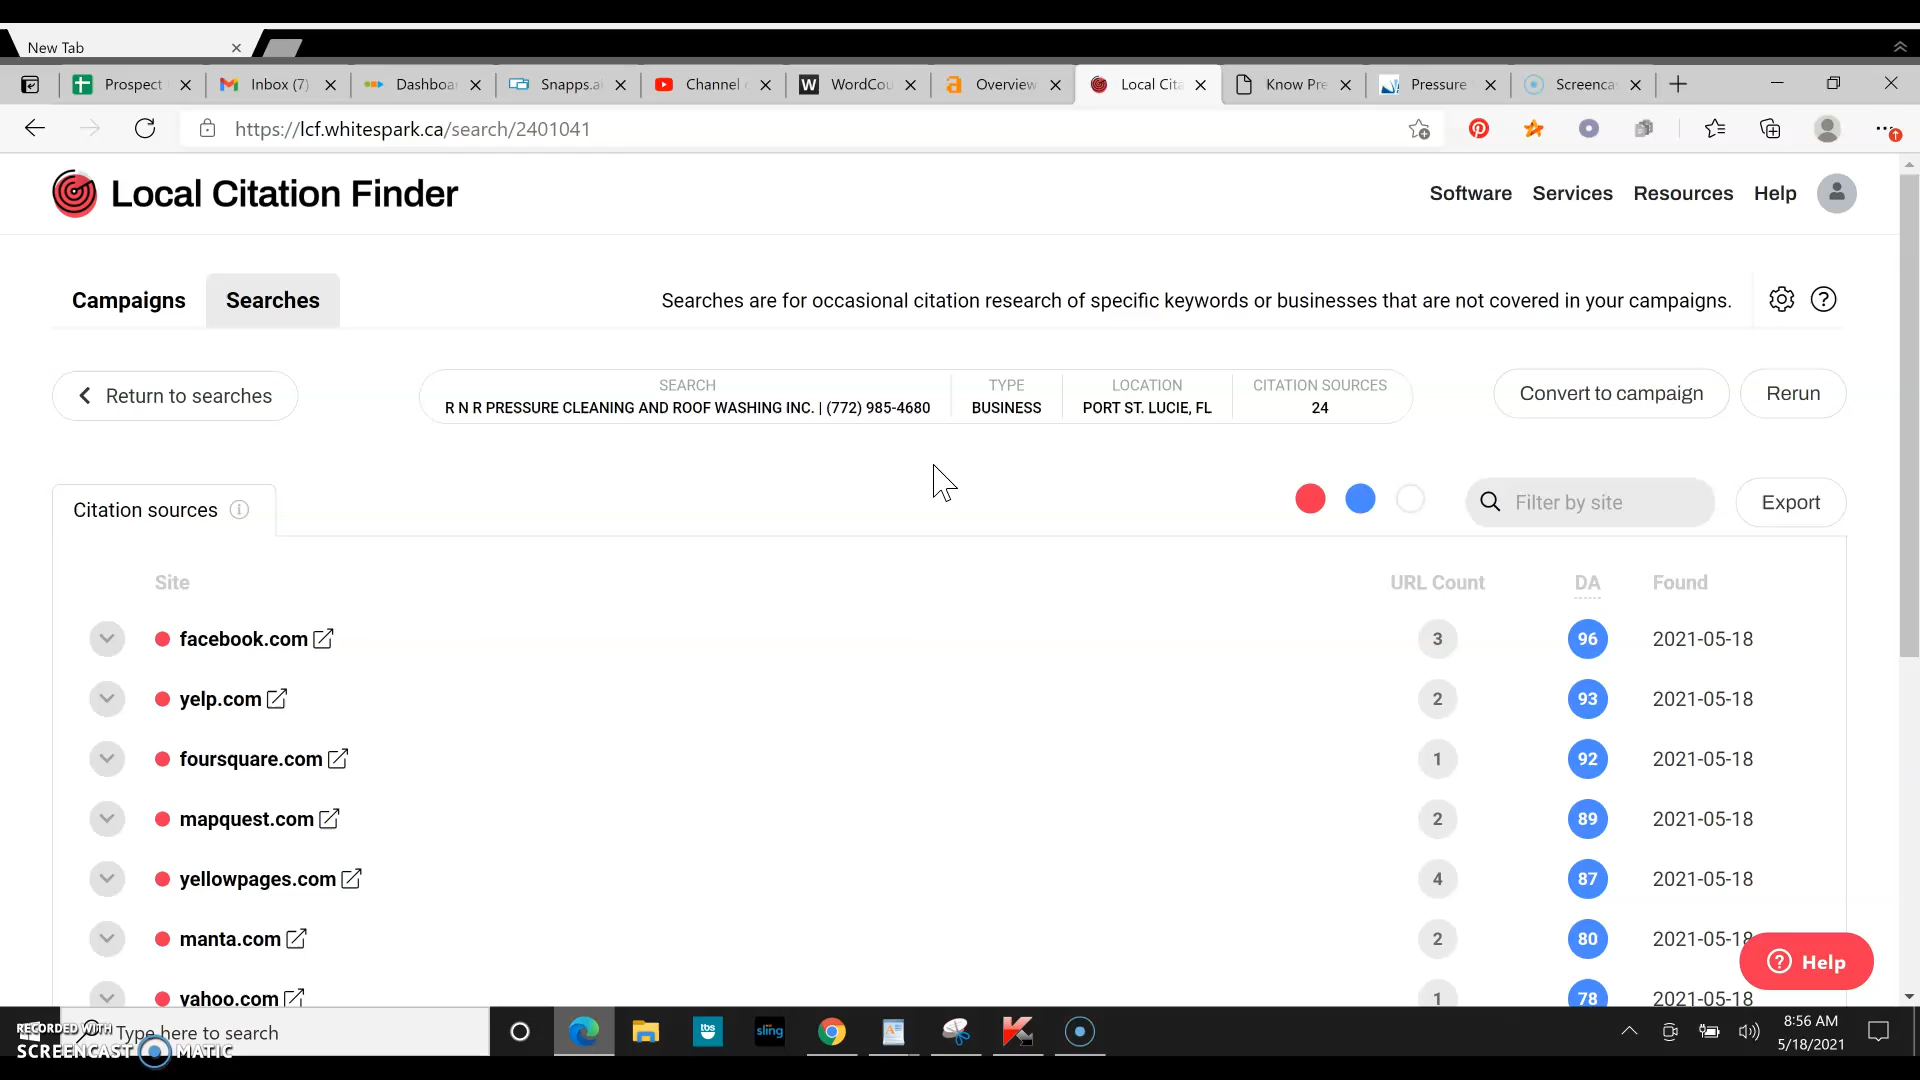 New Tab
Prospect
Inbox (7)
Dashboa
Snapps.a
Channel
WordCou
Overview
Local Cita
Know Pre
Pressure
Screenca
https://lcf.whitespark.ca/search/2401041
Local Citation Finder
Software
Services
Resources
Help
Campaigns
Searches
Searches are for occasional citation research of specific keywords or businesses that are not covered in your campaigns.
Return to searches
SEARCH
R N R PRESSURE CLEANING AND ROOF WASHING INC. | (772) 985-4680
TYPE
BUSINESS
LOCATION
PORT ST. LUCIE, FL
CITATION SOURCES
24
Convert to campaign
Rerun
Citation sources
Filter by site
Export
Site URL Count DA Found
facebook.com 3 96 2021-05-18
yelp.com 2 93 2021-05-18
foursquare.com 1 92 2021-05-18
mapquest.com 2 89 2021-05-18
yellowpages.com 4 87 2021-05-18
manta.com 2 80 2021-05-18
yahoo.com 1 78 2021-05-18
Help
Type here to search
RECORDED WITH
SCREENCAST MATIC
tbs
sling
8:56 AM
5/18/2021